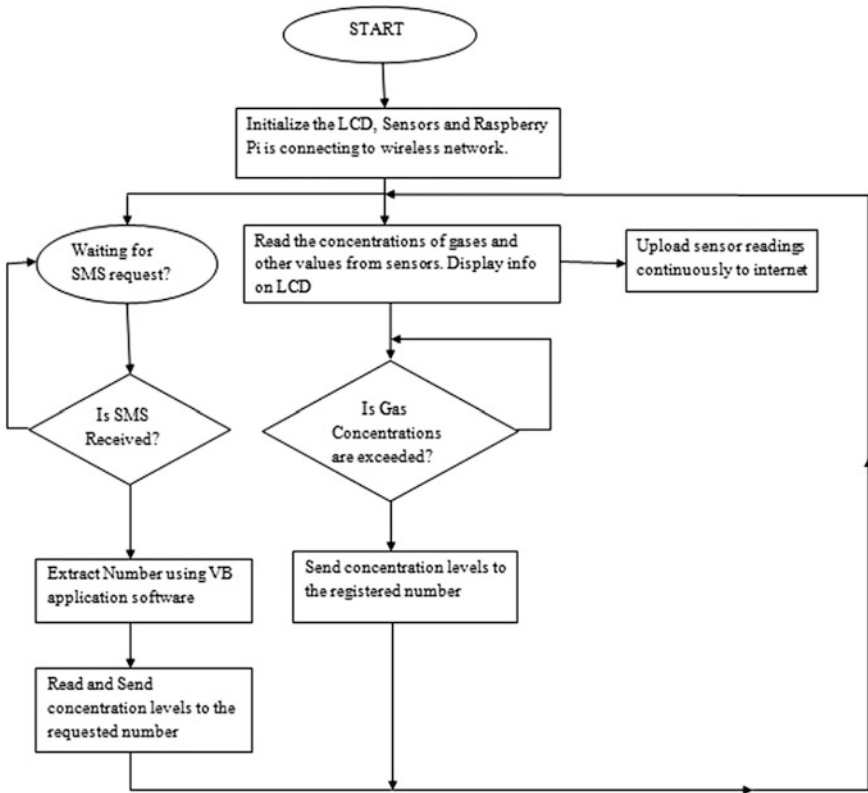 START
Initialize the LCD, Sensors and Raspberry
Pi is connecting to wireless network.
Waiting for
SMS request?
Read the concentrations of gases and
other values from sensors. Display info
on LCD
Upload sensor readings
continuously to internet
Is SMS
Received?
Is Gas
Concentrations
are exceeded?
Extract Number using VB
application software
Send concentration levels to
the registered number
Read and Send
concentration levels to the
requested number